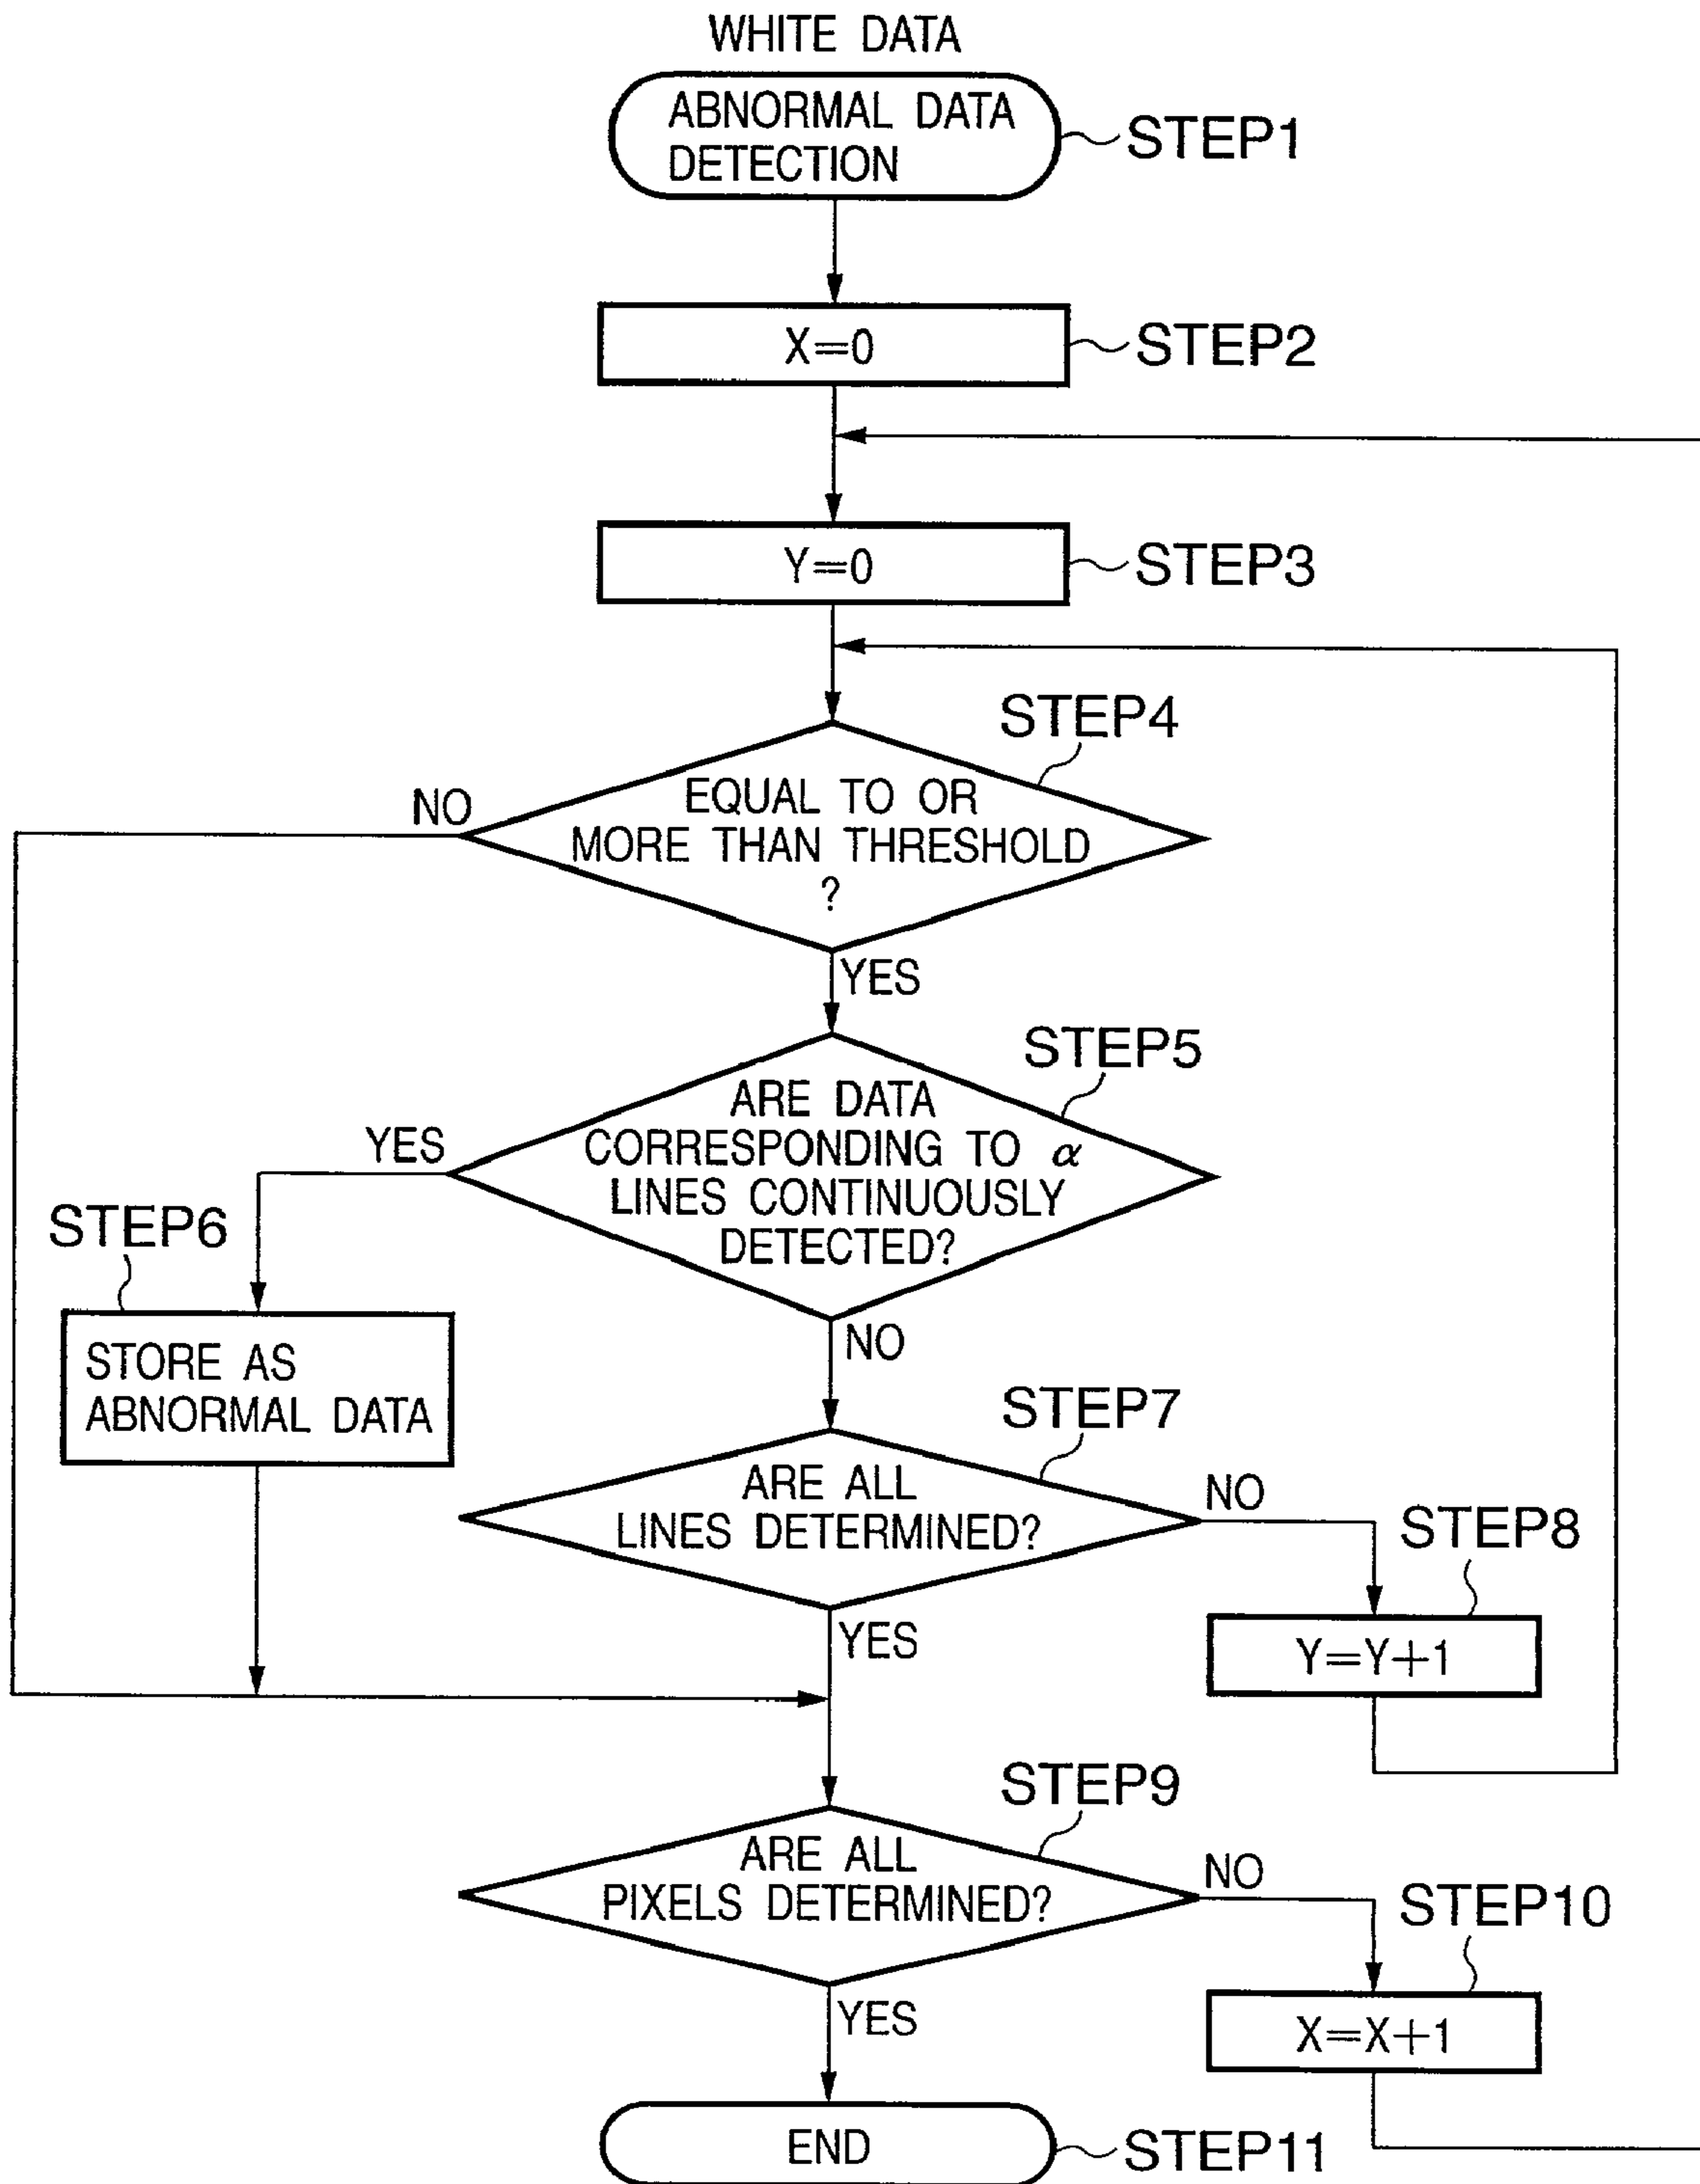 WHITE DATA
ABNORMAL DATA
DETECTION
STEP1
X=0
STEP2
Y=0
STEP3
STEP4
NO
EQUAL TO OR
MORE THAN THRESHOLD
?
YES
STEP5
YES
ARE DATA
CORRESPONDING TO α
LINES CONTINUOUSLY
DETECTED?
STEP6
NO
STORE AS
ABNORMAL DATA
STEP7
ARE ALL
LINES DETERMINED?
NO
STEP8
YES
Y=Y+1
STEP9
ARE ALL
PIXELS DETERMINED?
NO
STEP10
YES
X=X+1
END
STEP11